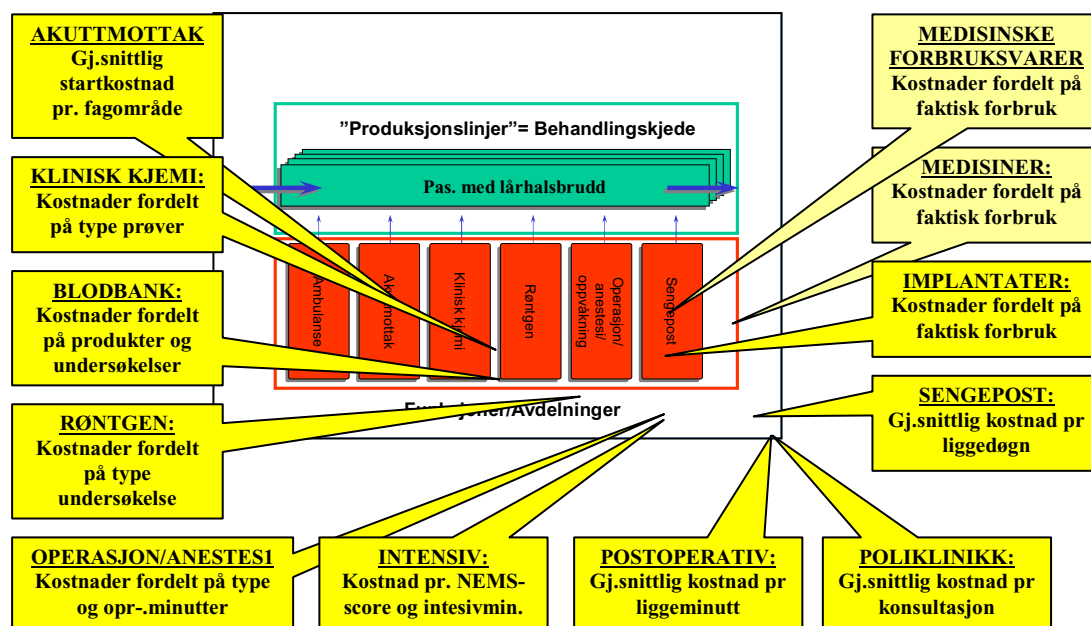 AKUTTMOTTAK
Gj.snittlig
startkostnad
pr. fagområde
KLINISK KJEMI:
Kostnader fordelt
på type prøver
BLODBANK:
Kostnader fordelt
på produkter og
undersøkelser
RØNTGEN:
Kostnader fordelt
på type
undersøkelse
”Produksjonslinjer”= Behandlingskjede
Pas. med lårhalsbrudd
Ambulanse
Klinisk kjemi
Røntgen
Operasjon/
anestesi/
oppvåkning
Sengepost
MEDISINSKE
FORBRUKSVARER
Kostnader fordelt på
faktisk forbruk
MEDISINER:
Kostnader fordelt på
faktisk forbruk
IMPLANTATER:
Kostnader fordelt på
faktisk forbruk
SENGEPOST:
Gj.snittlig kostnad pr
liggedøgn
OPERASJON/ANESTES1
Kostnader fordelt på type
og opr-.minutter
INTENSIV:
Kostnad pr. NEMS-
score og intesivmin.
POSTOPERATIV:
Gj.snittlig kostnad pr
liggeminutt
POLIKLINIKK:
Gj.snittlig kostnad pr
konsultasjon